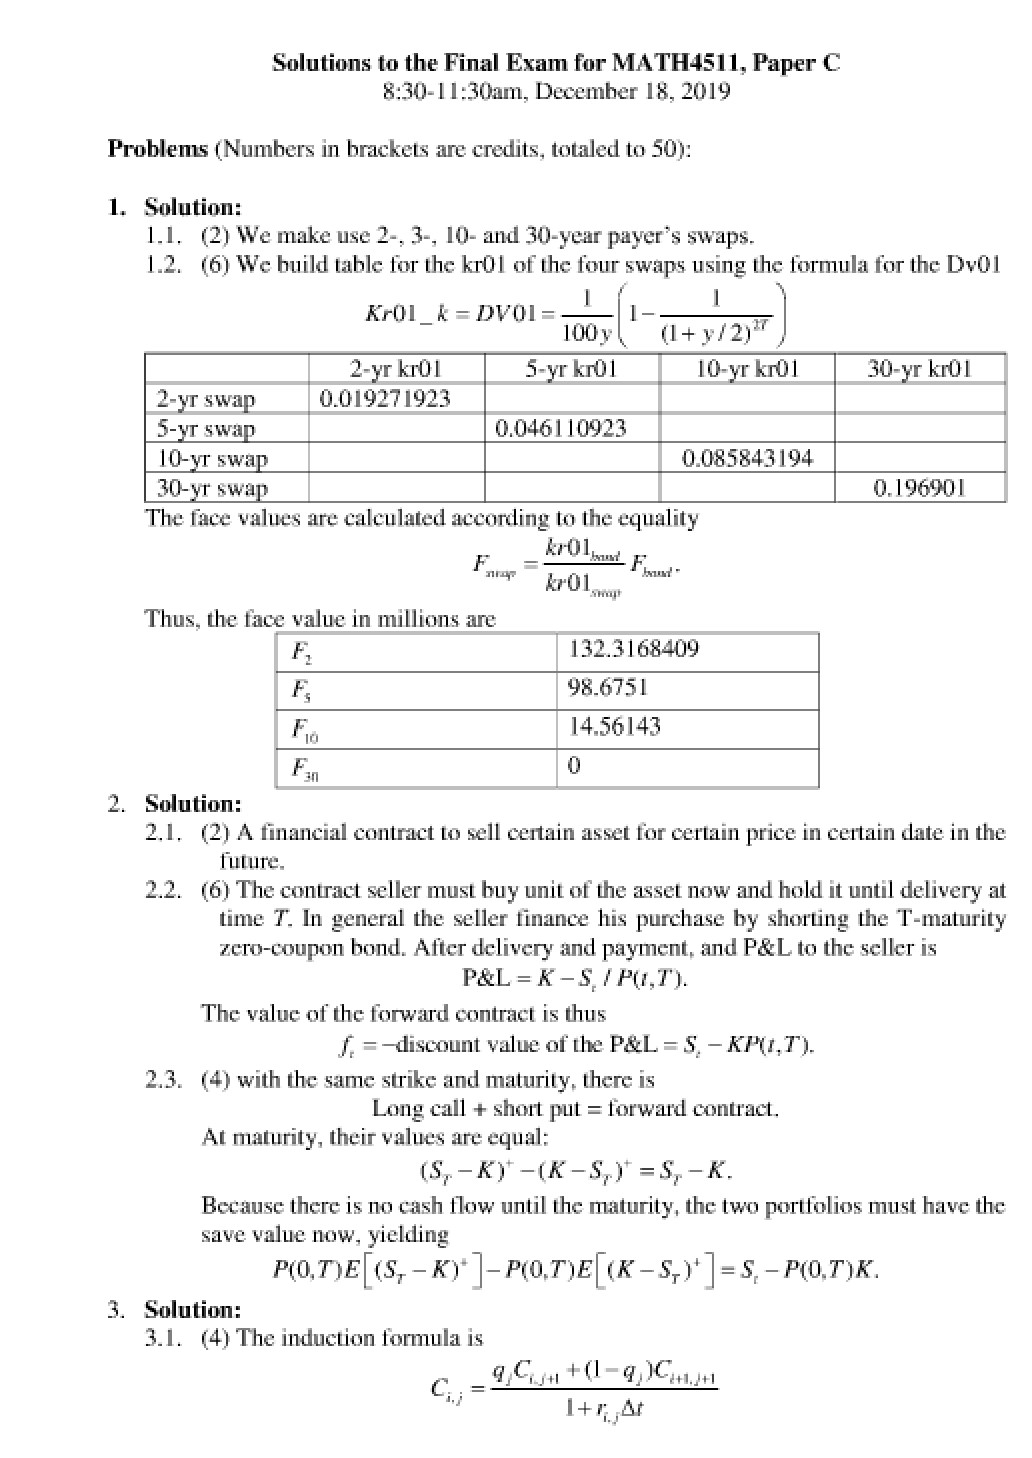 Solutions to the Final Exam for MATH4511, Paper C
8:30-11:30am, December 18, 2019
Problems (Numbers in brackets are credits, totaled to 50):
1. Solution:
1.1. (2) We make use 2-, 3-, 10- and 30-year payer's swaps.
1.2. (6) We build table for the kr01 of the four swaps using the formula for the Dv01
Kr01_k = DV01 = 1/(100y) (1 − 1/(1 + y/2)^{2T})
2-yr kr01 5-yr kr01 10-yr kr01 30-yr kr01
2-yr swap 0.019271923
5-yr swap 0.046110923
10-yr swap 0.085843194
30-yr swap 0.196901
The face values are calculated according to the equality
F_{swap} = kr01_{bond}/kr01_{swap} F_{bond}.
Thus, the face value in millions are
F_2 132.3168409
F_5 98.6751
F_{10} 14.56143
F_{30} 0
2. Solution:
2.1. (2) A financial contract to sell certain asset for certain price in certain date in the
future.
2.2. (6) The contract seller must buy unit of the asset now and hold it until delivery at
time T. In general the seller finance his purchase by shorting the T-maturity
zero-coupon bond. After delivery and payment, and P&L to the seller is
P&L = K − S_t / P(t,T).
The value of the forward contract is thus
f_t = −discount value of the P&L = S_t − KP(t,T).
2.3. (4) with the same strike and maturity, there is
Long call + short put = forward contract.
At maturity, their values are equal:
(S_T − K)^+ − (K − S_T)^+ = S_T − K.
Because there is no cash flow until the maturity, the two portfolios must have the
save value now, yielding
P(0,T)E[(S_T − K)^+] − P(0,T)E[(K − S_T)^+] = S_t − P(0,T)K.
3. Solution:
3.1. (4) The induction formula is
C_{i,j} = (q_j C_{i,j+1} + (1 − q_j)C_{i+1,j+1})/(1 + r_{i,j}Δt)